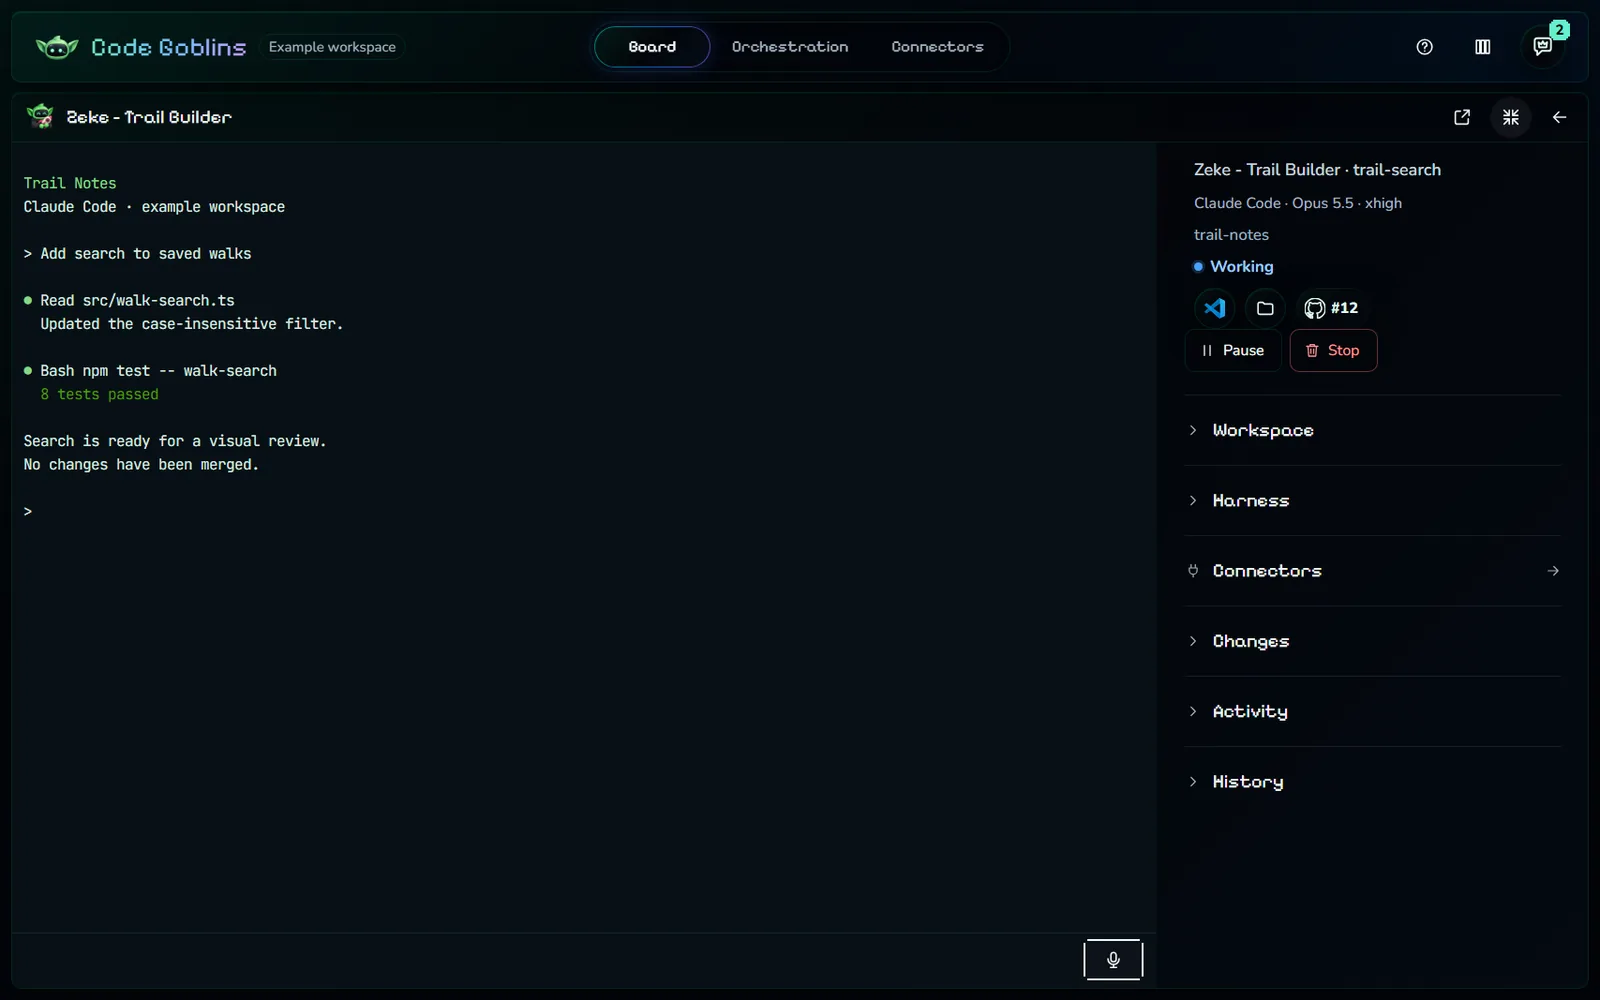 Code Goblins
Example workspace
Board
Orchestration
Connectors
2
Zeke - Trail Builder
Trail Notes
Claude Code · example workspace
> Add search to saved walks
● Read src/walk-search.ts
Updated the case-insensitive filter.
● Bash npm test -- walk-search
8 tests passed
Search is ready for a visual review.
No changes have been merged.
>
Zeke - Trail Builder · trail-search
Claude Code · Opus 5.5 · xhigh
trail-notes
Working
#12
Pause
Stop
Workspace
Harness
Connectors
Changes
Activity
History